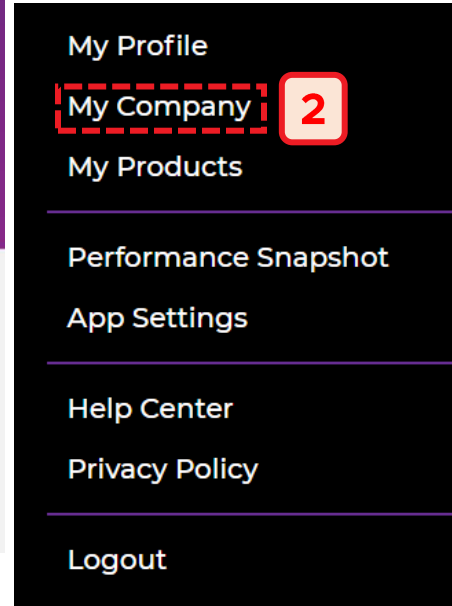 My Profile
My Company 2
My Products
Performance Snapshot
App Settings
Help Center
Privacy Policy
Logout